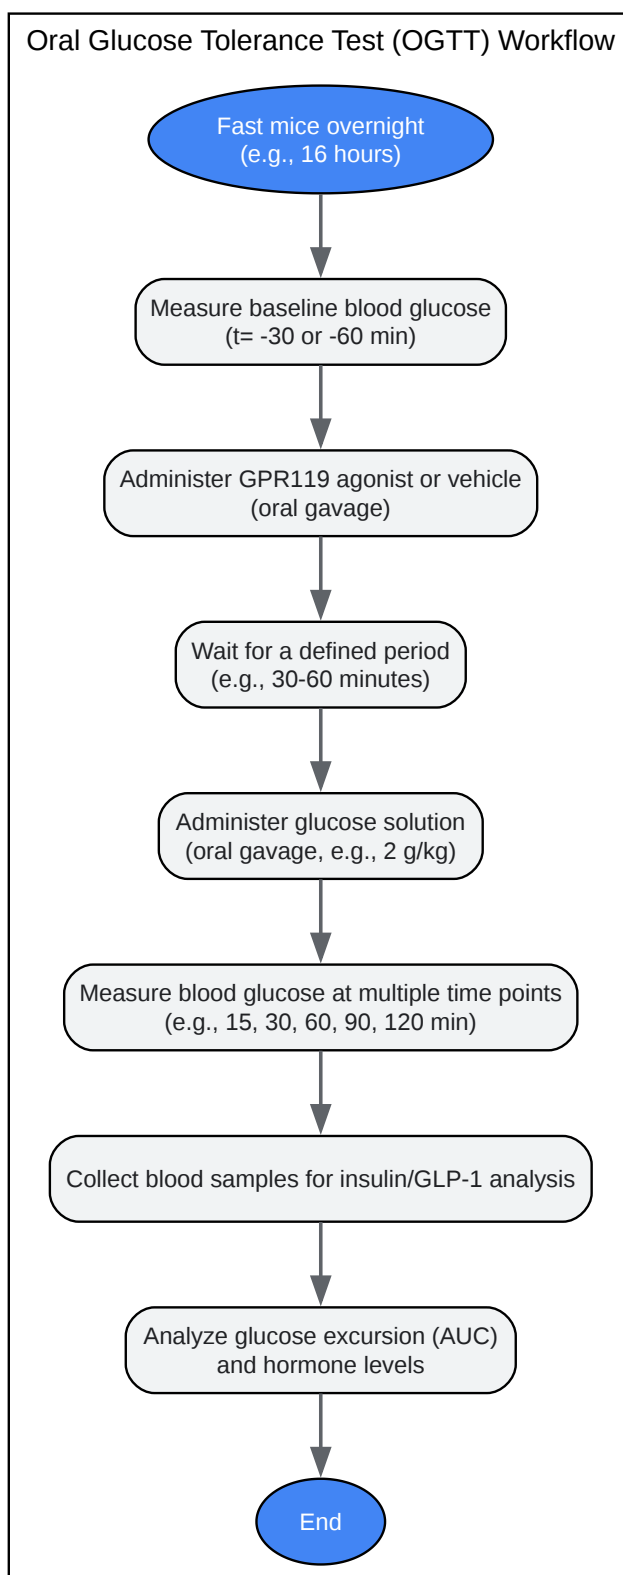 Oral Glucose Tolerance Test (OGTT) Workflow
Fast mice overnight
(e.g., 16 hours)
Measure baseline blood glucose
(t= -30 or -60 min)
Administer GPR119 agonist or vehicle
(oral gavage)
Wait for a defined period
(e.g., 30-60 minutes)
Administer glucose solution
(oral gavage, e.g., 2 g/kg)
Measure blood glucose at multiple time points
(e.g., 15, 30, 60, 90, 120 min)
Collect blood samples for insulin/GLP-1 analysis
Analyze glucose excursion (AUC)
and hormone levels
End